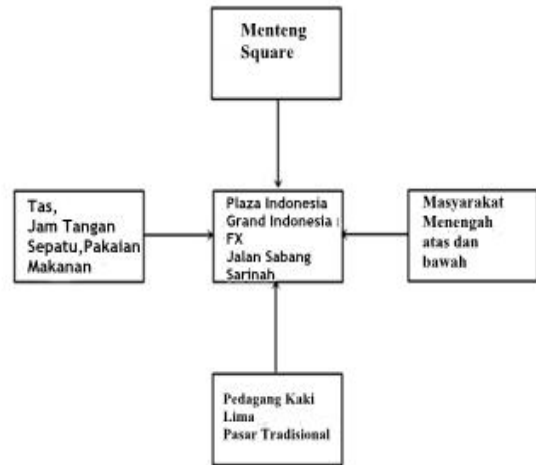 Menteng
Square
Tas,
Jam Tangan
Sepatu,Pakaian
Makanan
Plaza Indonesia
Grand Indonesia :
FX
Jalan Sabang
Sarinah
Masyarakat
Menengah
atas dan
bawah
Pedagang Kaki
Lima
Pasar Tradisional